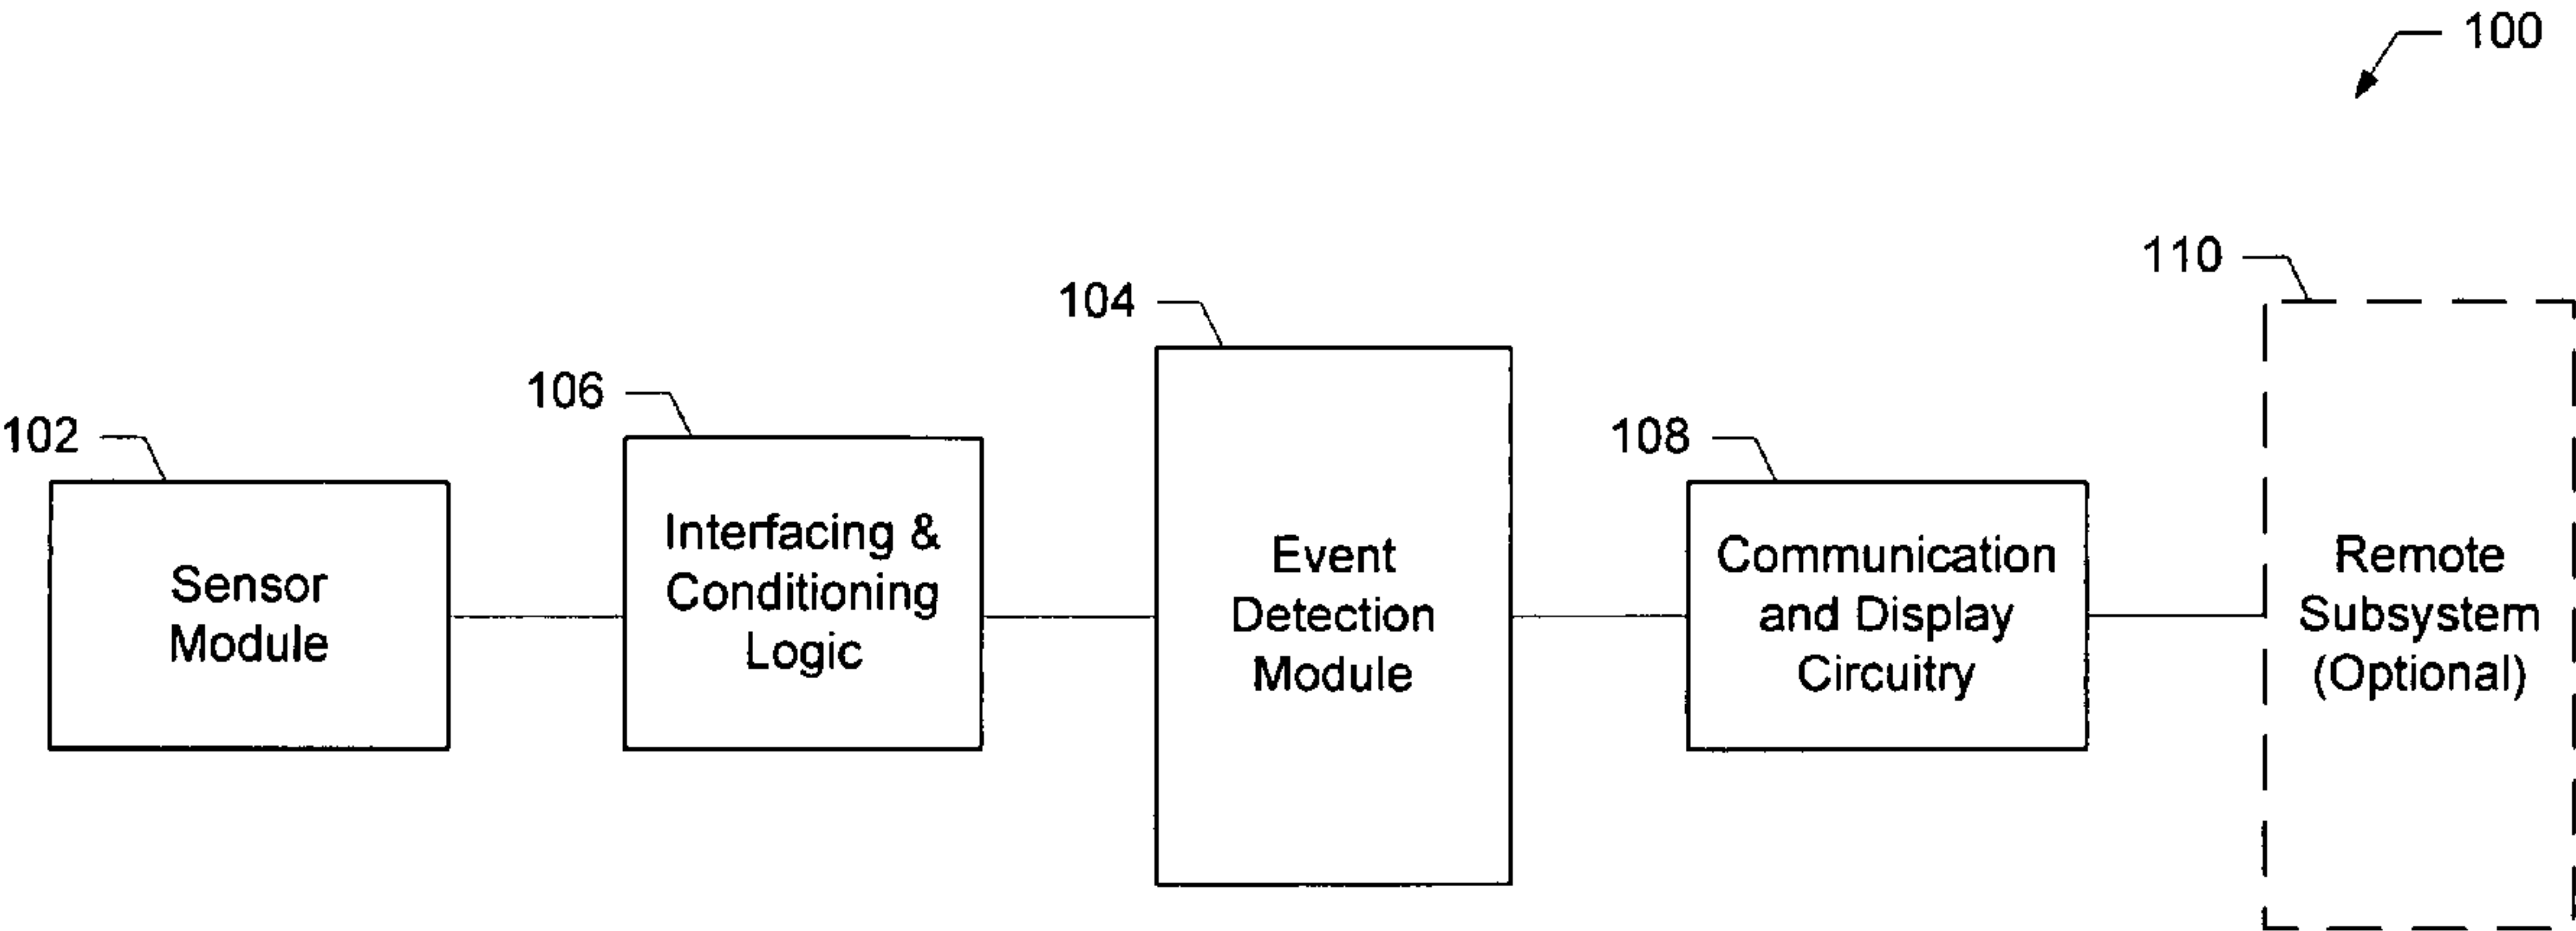 100
110
104
106
102
108
Sensor
Module
Interfacing &
Conditioning
Logic
Event
Detection
Module
Communication
and Display
Circuitry
Remote
Subsystem
(Optional)